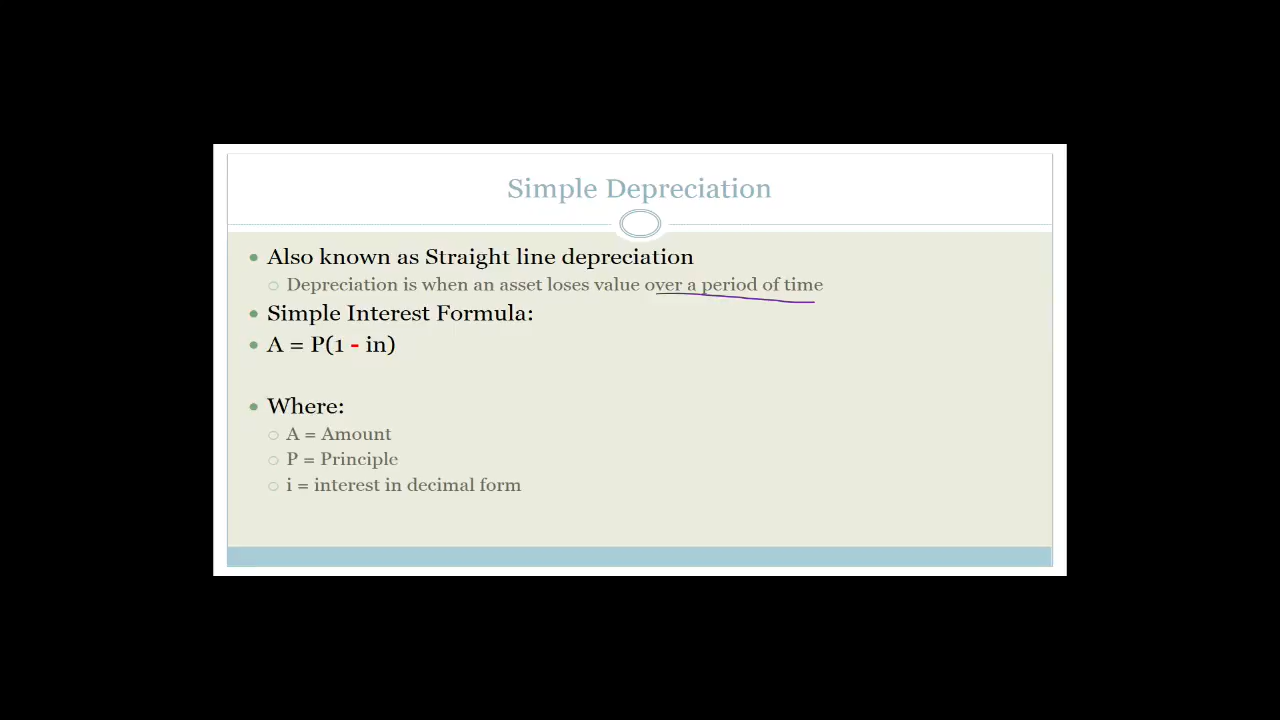 Simple Depreciation
Also known as Straight line depreciation
Depreciation is when an asset loses value over a period of time
Simple Interest Formula:
A = P(1 - in)
Where:
A = Amount
P = Principle
i = interest in decimal form